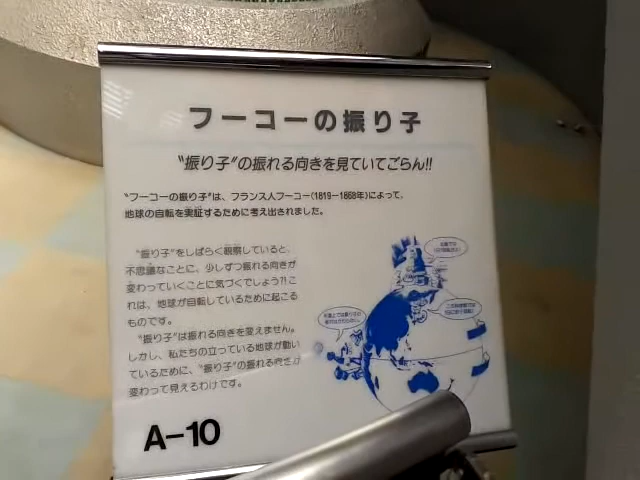 フーコーの振り子
"振り子"の振れる向きを見ていてごらん!!
"フーコーの振り子"は、フランス人フーコー(1819−1868年)によって、
地球の自転を実証するために考え出されました。
"振り子"をしばらく観察していると、
不思議なことに、少しずつ振れる向きが
変わっていくことに気づくでしょう?! こ
れは、地球が自転しているために起こる
ものです。
"振り子"は振れる向きを変えません。
しかし、私たちの立っている地球が動い
ているために、"振り子"の振れる向きが
変わって見えるわけです。
A−10